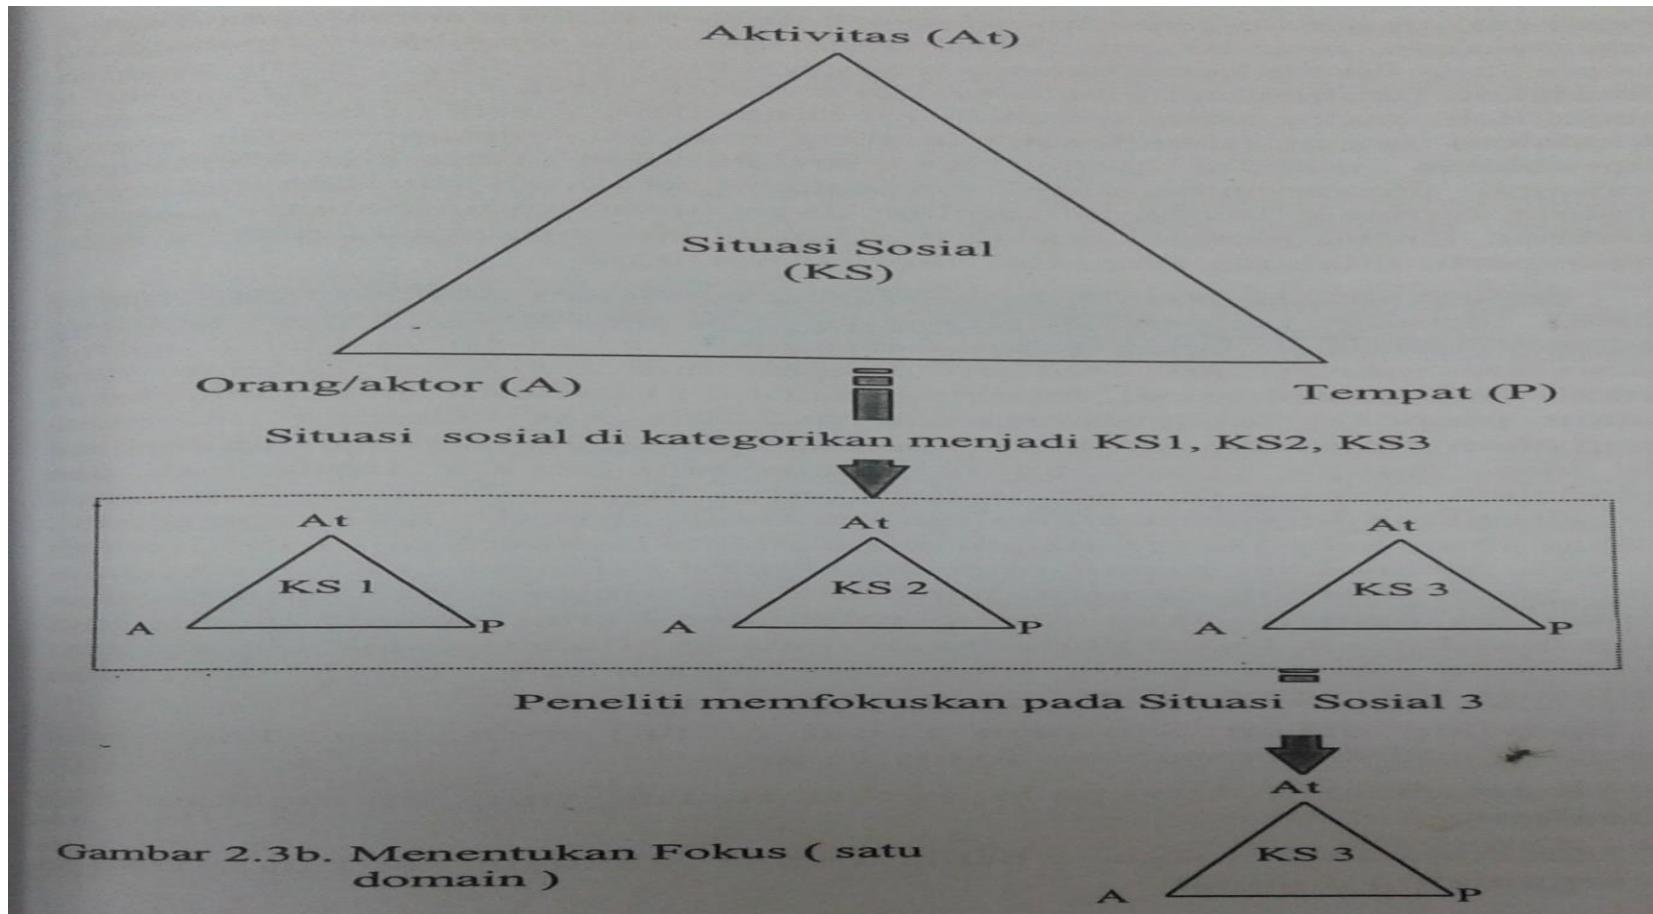 Aktivitas (At)
Situasi Sosial
(KS)
Orang/aktor (A)
Tempat (P)
Situasi sosial di kategorikan menjadi KS1, KS2, KS3
At At At
KS 1 KS 2 KS 3
A P A P A P
Peneliti memfokuskan pada Situasi Sosial 3
At
KS 3
A P
Gambar 2.3b. Menentukan Fokus ( satu
domain )